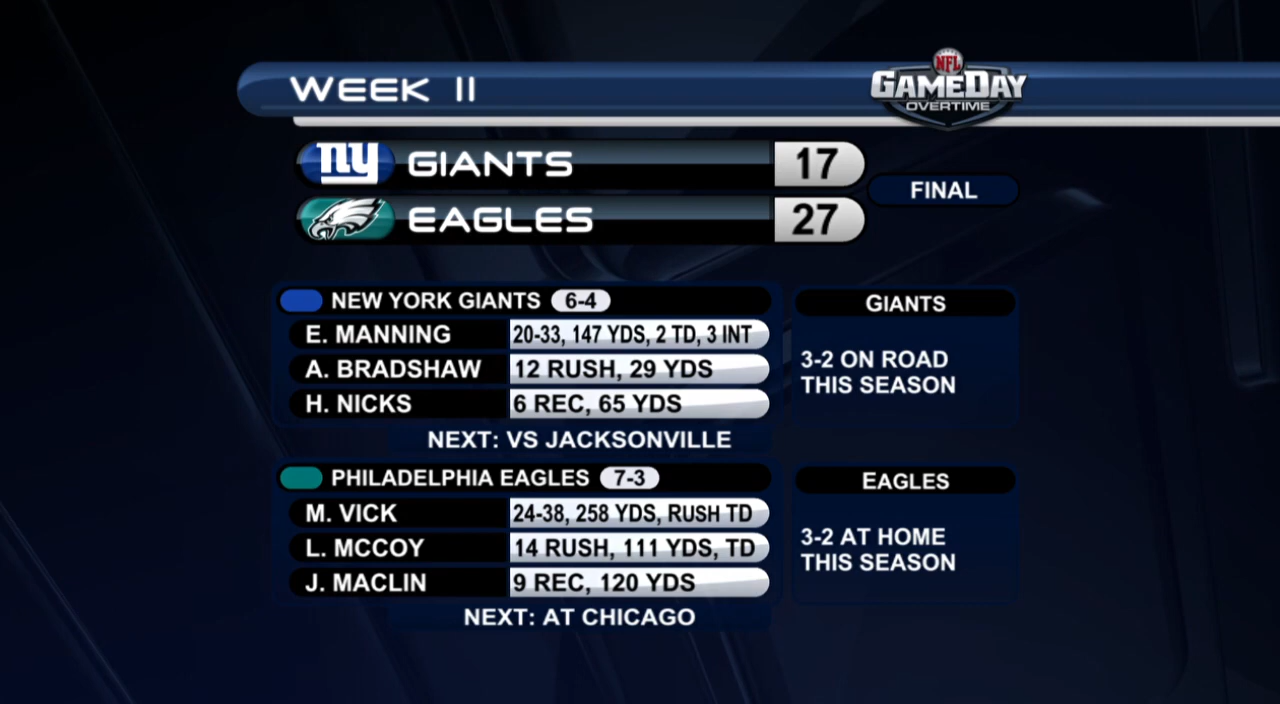 WEEK 11
NFL
GAMEDAY
OVERTIME
ny GIANTS 17
FINAL
EAGLES 27
NEW YORK GIANTS 6-4
E. MANNING 20-33, 147 YDS, 2 TD, 3 INT
A. BRADSHAW 12 RUSH, 29 YDS
H. NICKS 6 REC, 65 YDS
NEXT: VS JACKSONVILLE
GIANTS
3-2 ON ROAD
THIS SEASON
PHILADELPHIA EAGLES 7-3
M. VICK 24-38, 258 YDS, RUSH TD
L. MCCOY 14 RUSH, 111 YDS, TD
J. MACLIN 9 REC, 120 YDS
NEXT: AT CHICAGO
EAGLES
3-2 AT HOME
THIS SEASON